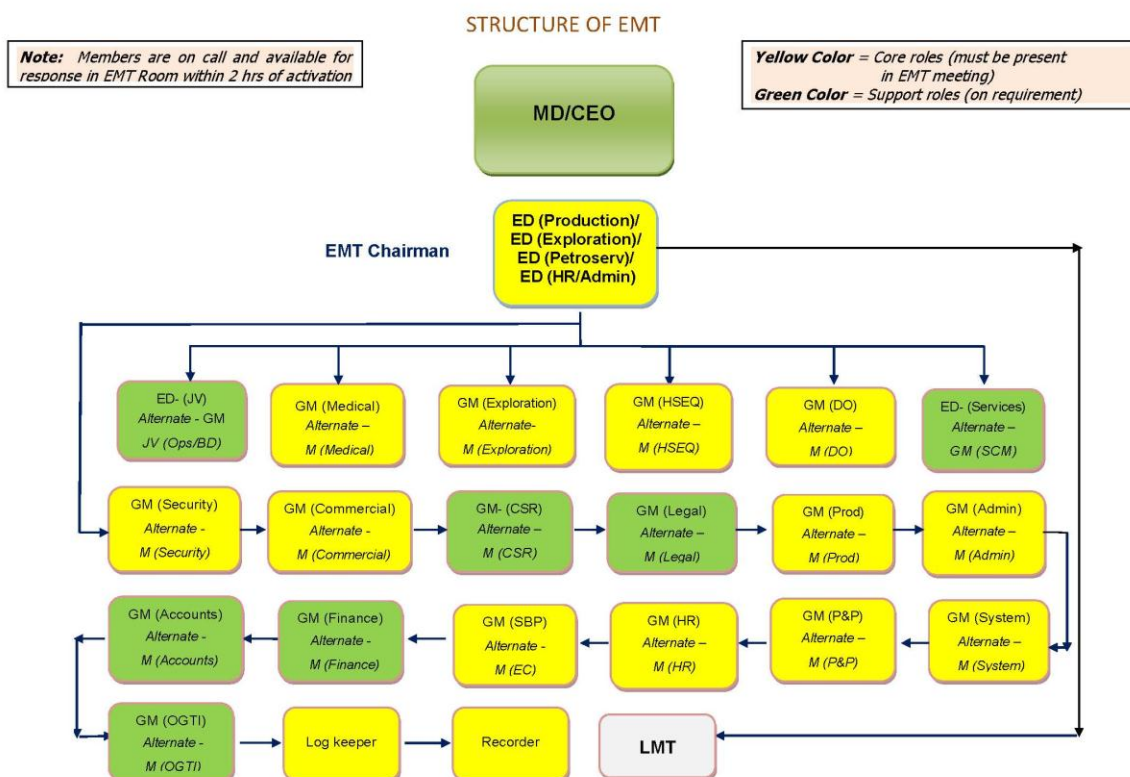 STRUCTURE OF EMT
Note: Members are on call and available for
response in EMT Room within 2 hrs of activation
Yellow Color = Core roles (must be present
in EMT meeting)
Green Color = Support roles (on requirement)
MD/CEO
EMT Chairman
ED (Production)/
ED (Exploration)/
ED (Petroserv)/
ED (HR/Admin)
ED- (JV)
Alternate - GM
JV (Ops/BD)
GM (Medical)
Alternate –
M (Medical)
GM (Exploration)
Alternate-
M (Exploration)
GM (HSEQ)
Alternate –
M (HSEQ)
GM (DO)
Alternate –
M (DO)
ED- (Services)
Alternate –
GM (SCM)
GM (Security)
Alternate -
M (Security)
GM (Commercial)
Alternate -
M (Commercial)
GM- (CSR)
Alternate –
M (CSR)
GM (Legal)
Alternate –
M (Legal)
GM (Prod)
Alternate –
M (Prod)
GM (Admin)
Alternate –
M (Admin)
GM (Accounts)
Alternate -
M (Accounts)
GM (Finance)
Alternate -
M (Finance)
GM (SBP)
Alternate -
M (EC)
GM (HR)
Alternate –
M (HR)
GM (P&P)
Alternate –
M (P&P)
GM (System)
Alternate –
M (System)
GM (OGTI)
Alternate -
M (OGTI)
Log keeper
Recorder
LMT